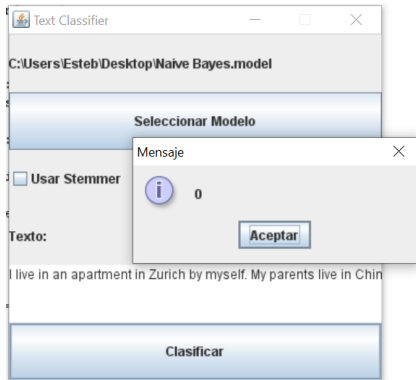 Text Classifier
C:\Users\Esteb\Desktop\Naive Bayes.model
Seleccionar Modelo
Mensaje
Usar Stemmer
0
Texto:
Aceptar
I live in an apartment in Zurich by myself. My parents live in Chin
Clasificar